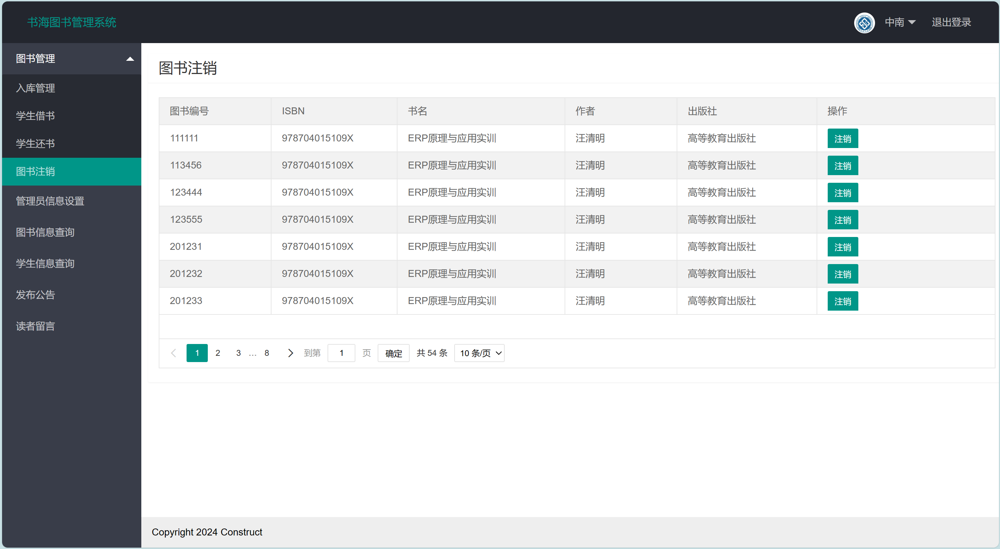 书海图书管理系统
中南 退出登录
图书管理
入库管理
学生借书
学生还书
图书注销
管理员信息设置
图书信息查询
学生信息查询
发布公告
读者留言
图书注销
图书编号 ISBN 书名 作者 出版社 操作
111111 978704015109X ERP原理与应用实训 汪清明 高等教育出版社 注销
113456 978704015109X ERP原理与应用实训 汪清明 高等教育出版社 注销
123444 978704015109X ERP原理与应用实训 汪清明 高等教育出版社 注销
123555 978704015109X ERP原理与应用实训 汪清明 高等教育出版社 注销
201231 978704015109X ERP原理与应用实训 汪清明 高等教育出版社 注销
201232 978704015109X ERP原理与应用实训 汪清明 高等教育出版社 注销
201233 978704015109X ERP原理与应用实训 汪清明 高等教育出版社 注销
1 2 3 … 8 到第 1 页 确定 共 54 条 10 条/页
Copyright 2024 Construct